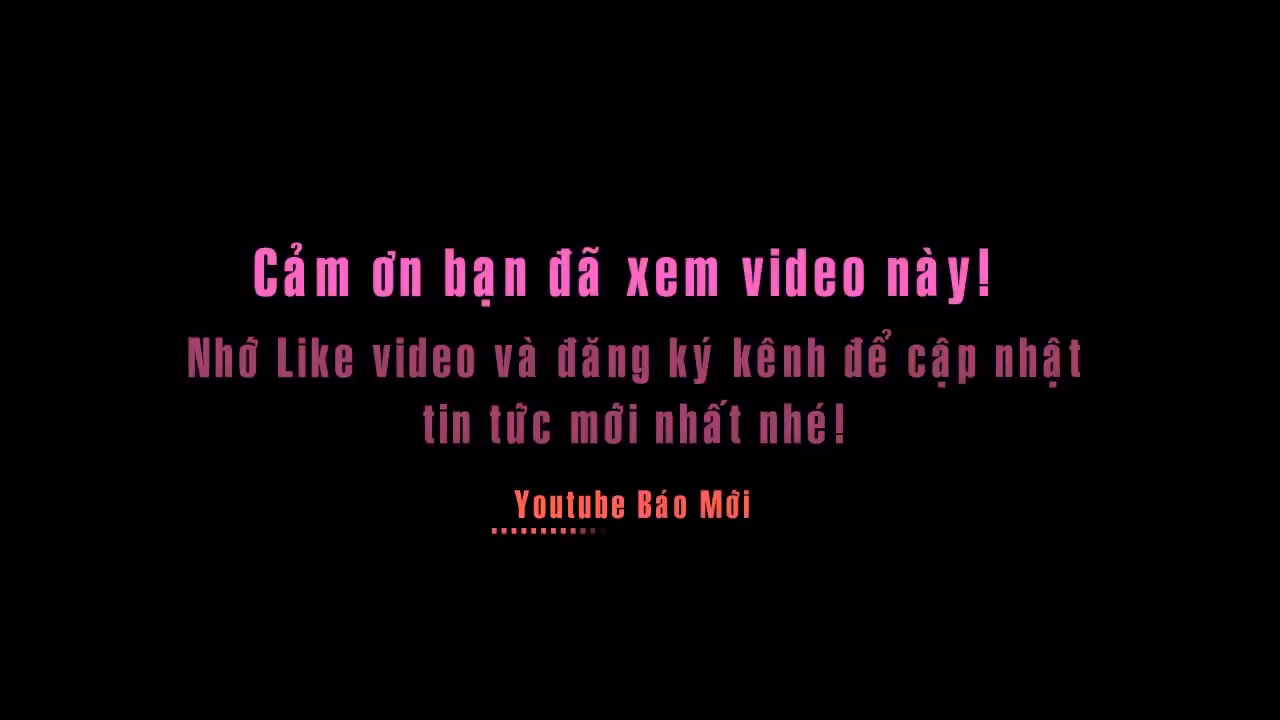 Cảm ơn bạn đã xem video này!
Nhớ Like video và đăng ký kênh để cập nhật
tin tức mới nhất nhé!
Youtube Báo Mới